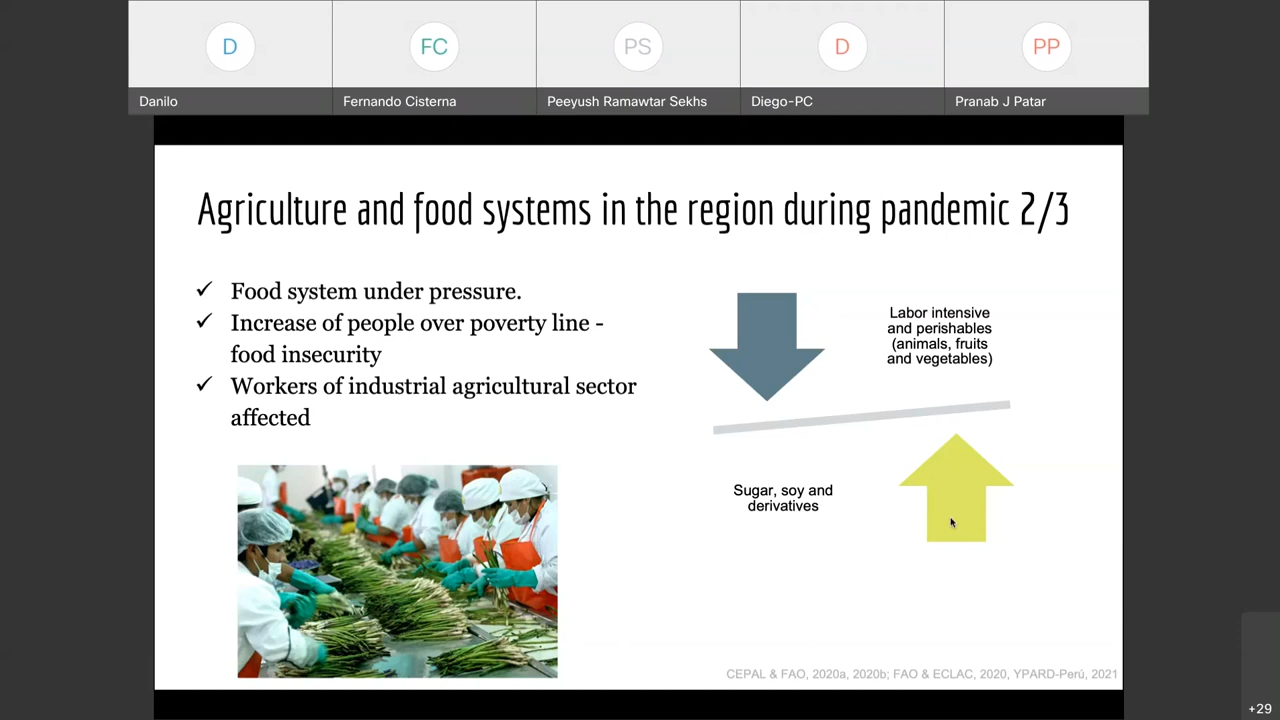 D
FC
PS
D
PP
Danilo
Fernando Cisterna
Peeyush Ramawtar Sekhs
Diego-PC
Pranab J Patar
Agriculture and food systems in the region during pandemic 2/3
✓ Food system under pressure.
✓ Increase of people over poverty line -
food insecurity
✓ Workers of industrial agricultural sector
affected
Labor intensive
and perishables
(animals, fruits
and vegetables)
Sugar, soy and
derivatives
CEPAL & FAO, 2020a, 2020b; FAO & ECLAC, 2020, YPARD-Perú, 2021
+29